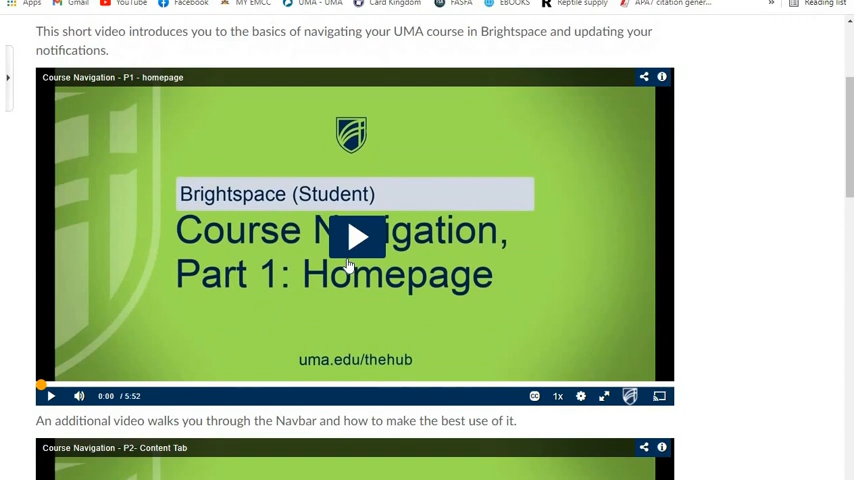 Apps Gmail YouTube Facebook MY EMCC UMA - UMA Card Kingdom FASFA EBOOKS Reptile supply APA7 citation gener... » Reading list
This short video introduces you to the basics of navigating your UMA course in Brightspace and updating your
notifications.
Course Navigation - P1 - homepage
Brightspace (Student)
Course Navigation,
Part 1: Homepage
uma.edu/thehub
0:00 / 5:52 CC 1x
An additional video walks you through the Navbar and how to make the best use of it.
Course Navigation - P2- Content Tab